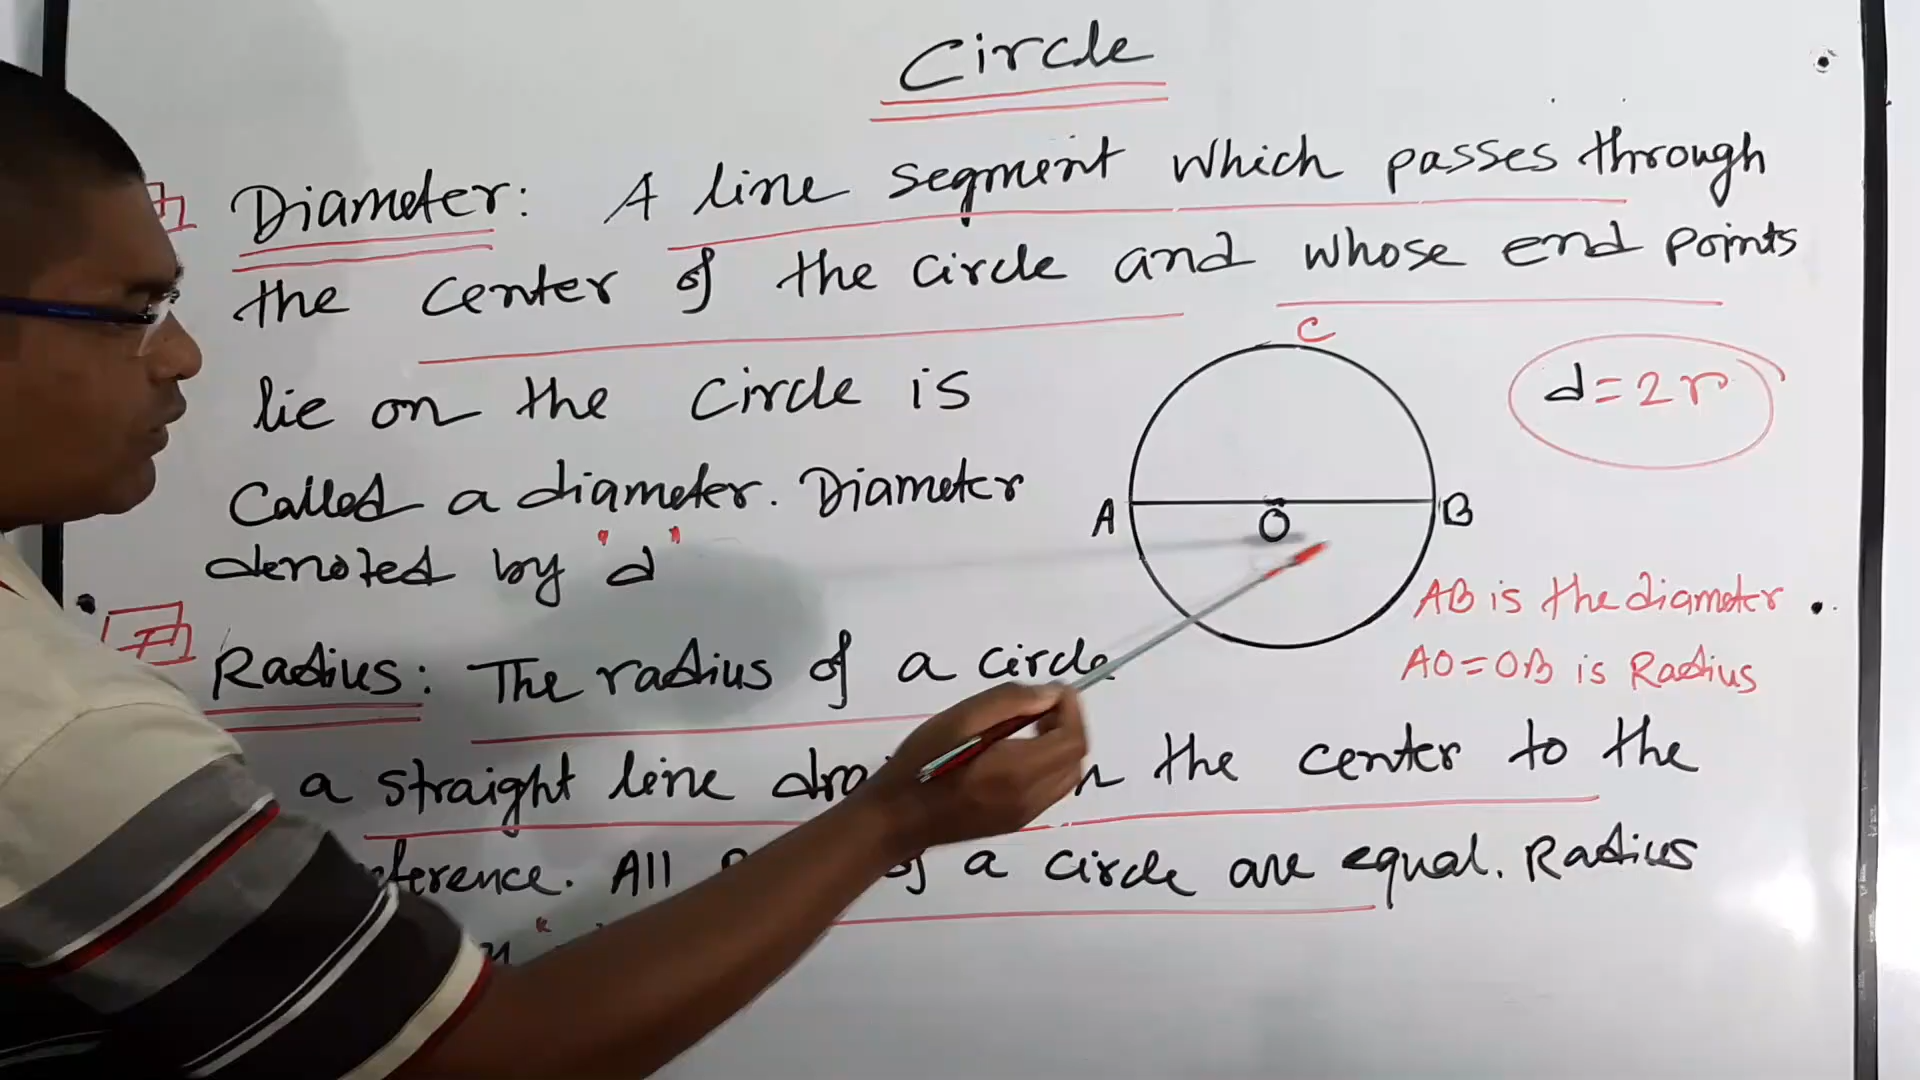 Circle
Diameter: A line segment which passes through
the center of the circle and whose end points
lie on the circle is
called a diameter. Diameter
denoted by "d"
C
d=2r
A
O
B
AB is the diameter
AO=OB is Radius
Radius: The radius of a circle
a straight line the center to the
All of a circle are equal. Radius